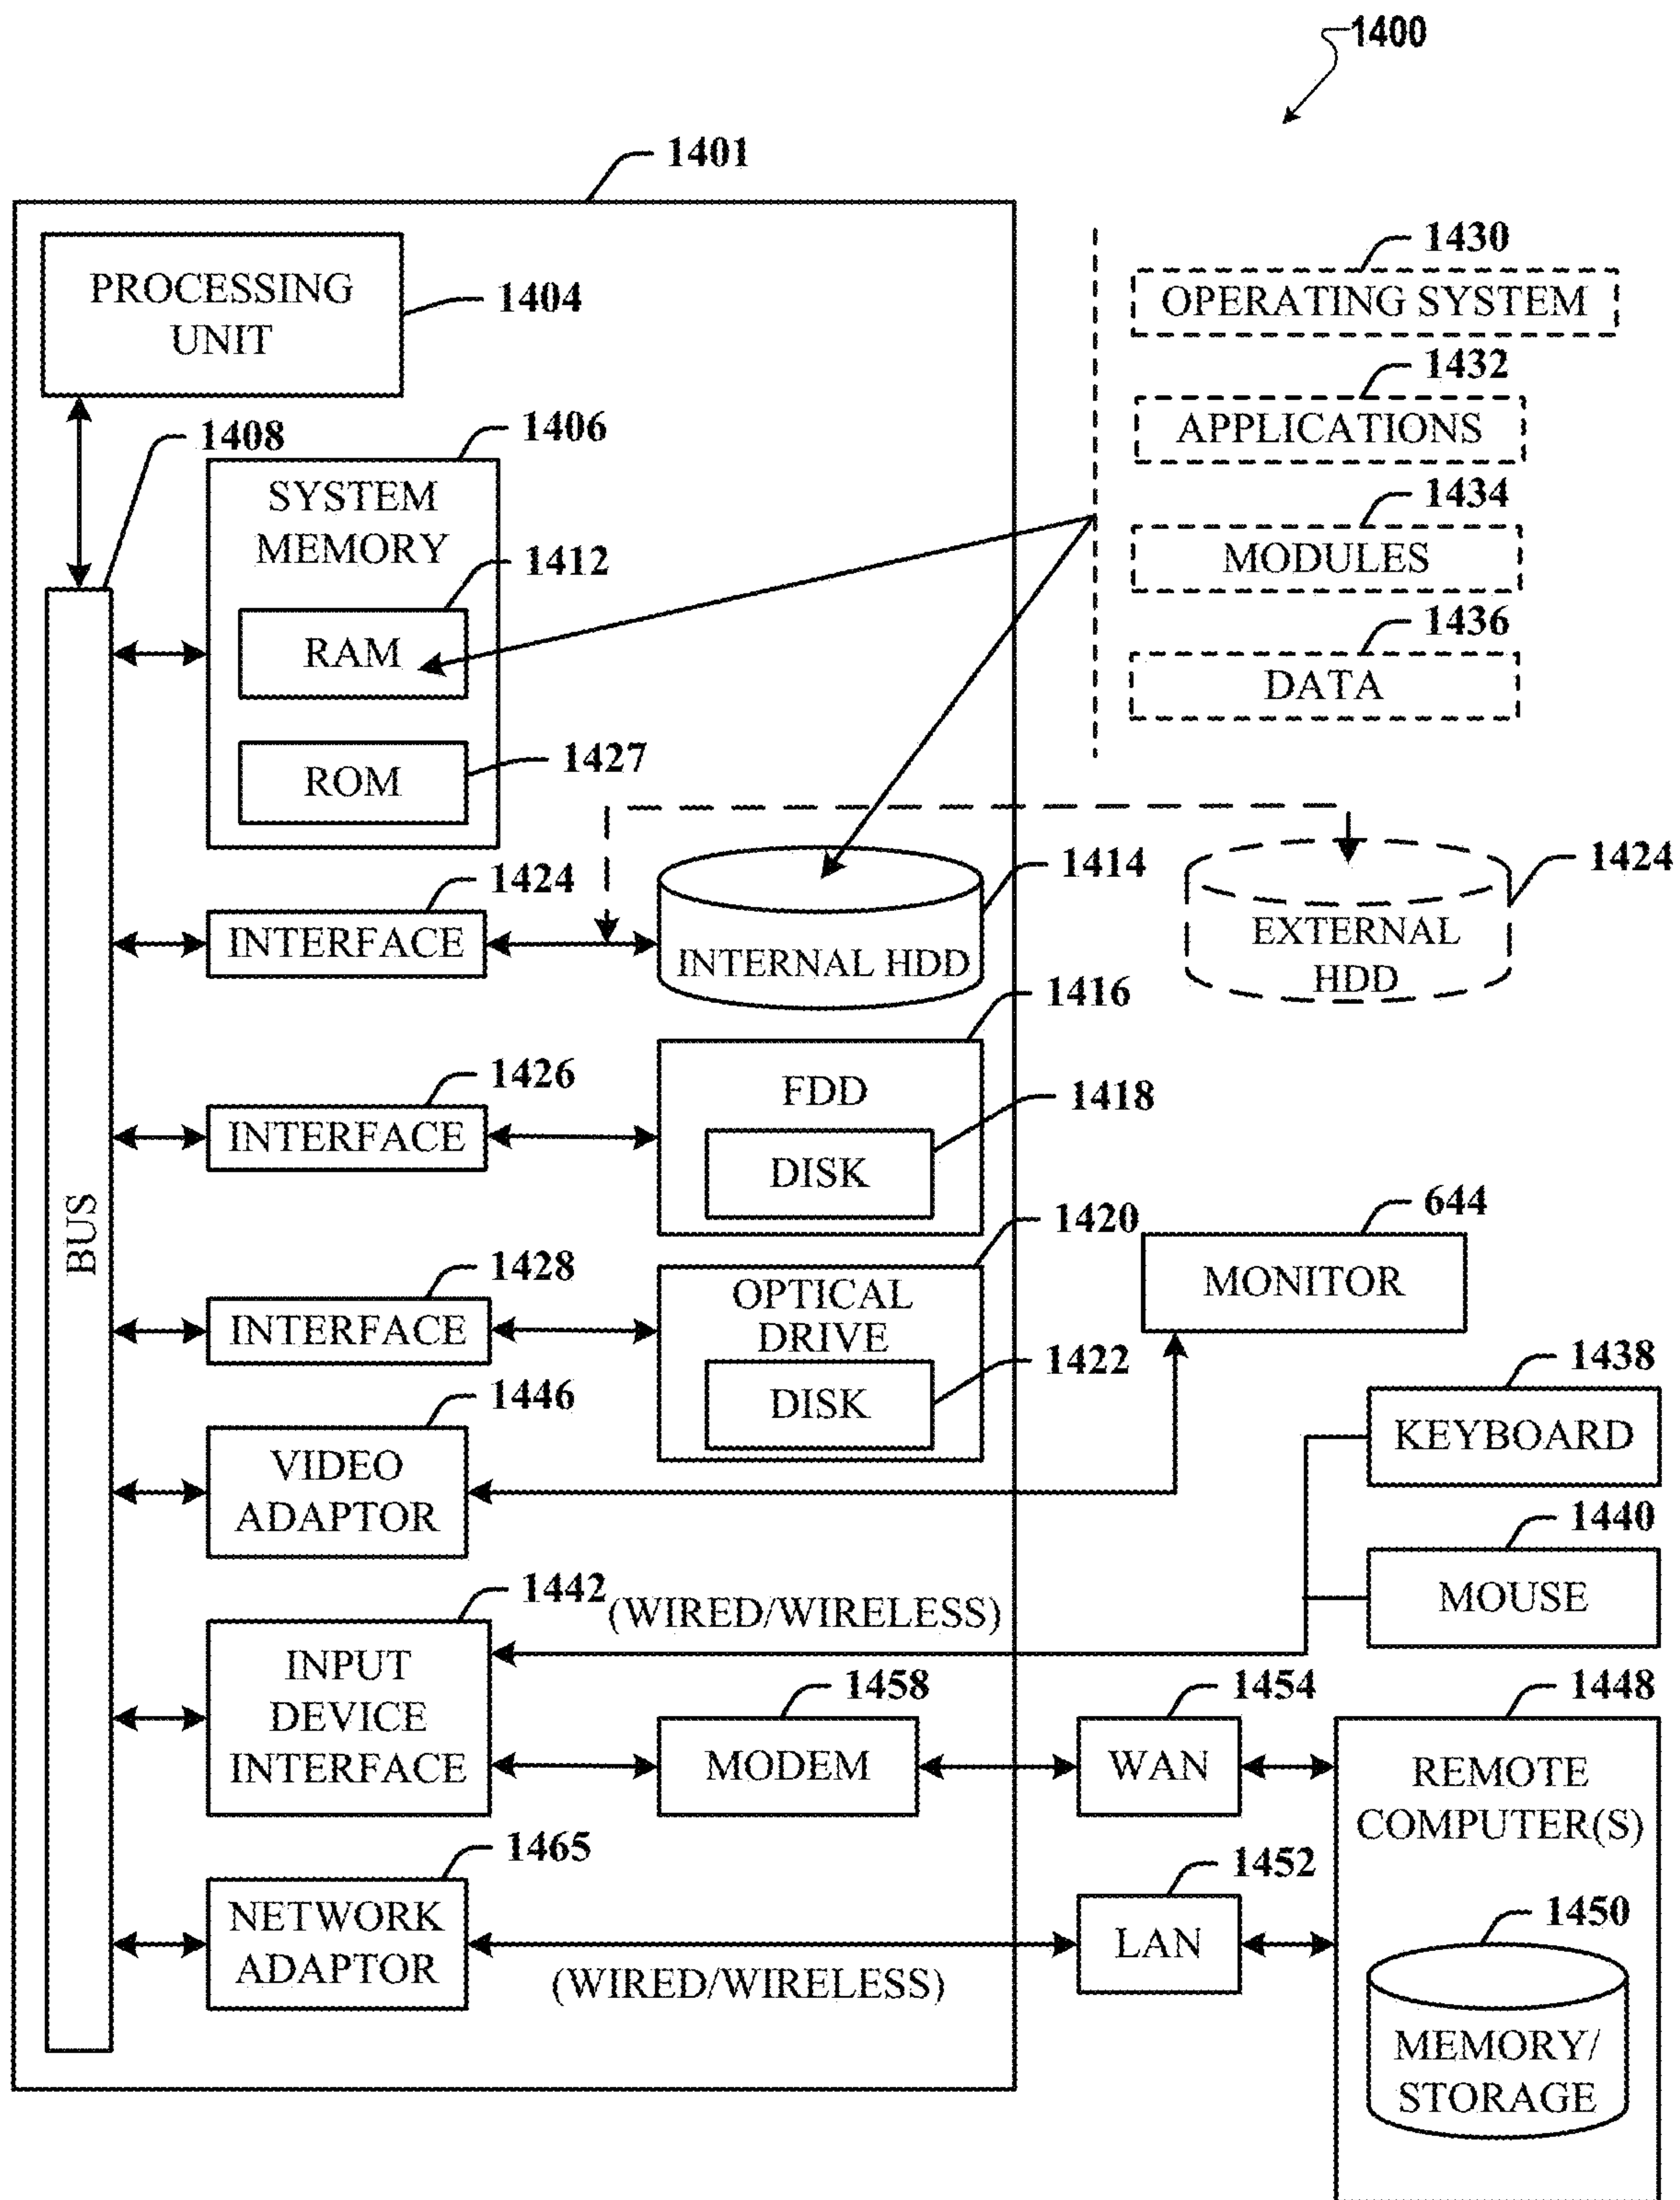 1400
1401
PROCESSING
UNIT
1404
1430
OPERATING SYSTEM
1432
APPLICATIONS
1434
MODULES
1436
DATA
1408
1406
SYSTEM
MEMORY
1412
RAM
1427
ROM
1424
INTERFACE
1414
INTERNAL HDD
1424
EXTERNAL
HDD
1426
INTERFACE
1416
FDD
1418
DISK
BUS
1428
INTERFACE
1420
OPTICAL
DRIVE
1422
DISK
644
MONITOR
1446
VIDEO
ADAPTOR
1438
KEYBOARD
1440
MOUSE
1442
(WIRED/WIRELESS)
INPUT
DEVICE
INTERFACE
1458
MODEM
1454
WAN
1448
REMOTE
COMPUTER(S)
1465
NETWORK
ADAPTOR
(WIRED/WIRELESS)
1452
LAN
1450
MEMORY/
STORAGE